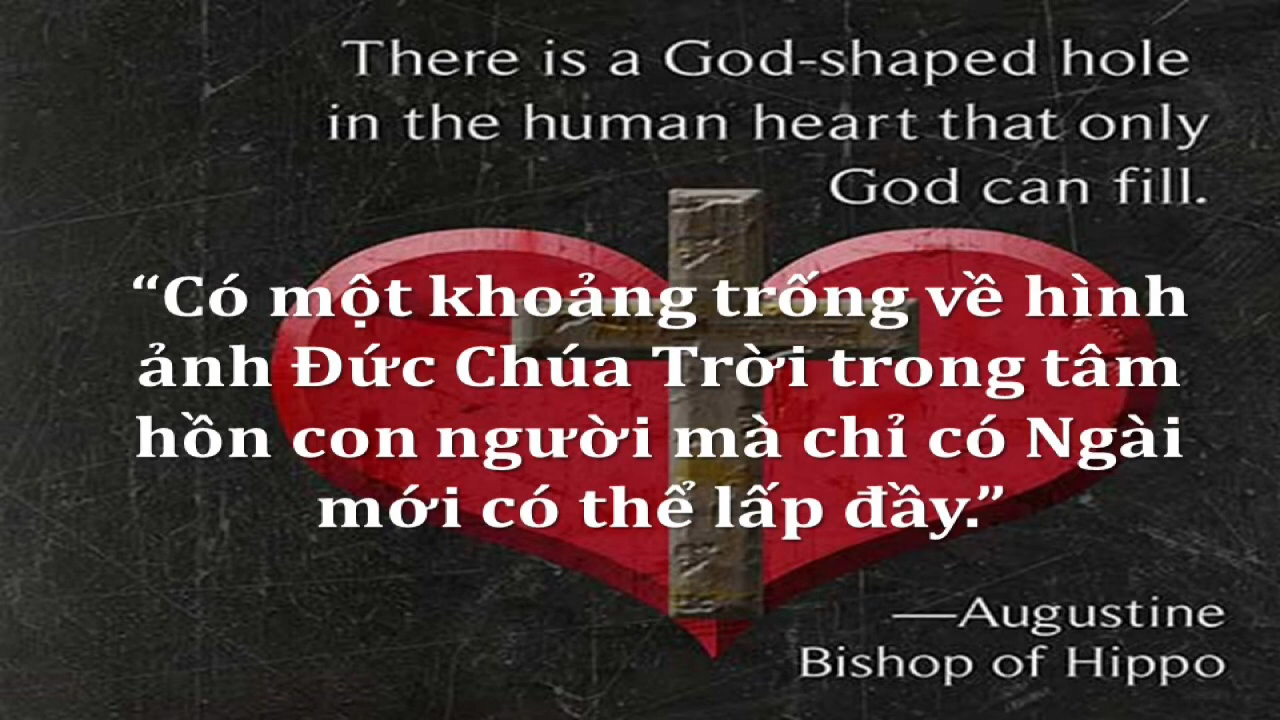 There is a God-shaped hole
in the human heart that only
God can fill.
“Có một khoảng trống về hình
ảnh Đức Chúa Trời trong tâm
hồn con người mà chỉ có Ngài
mới có thể lấp đầy.”
—Augustine
Bishop of Hippo